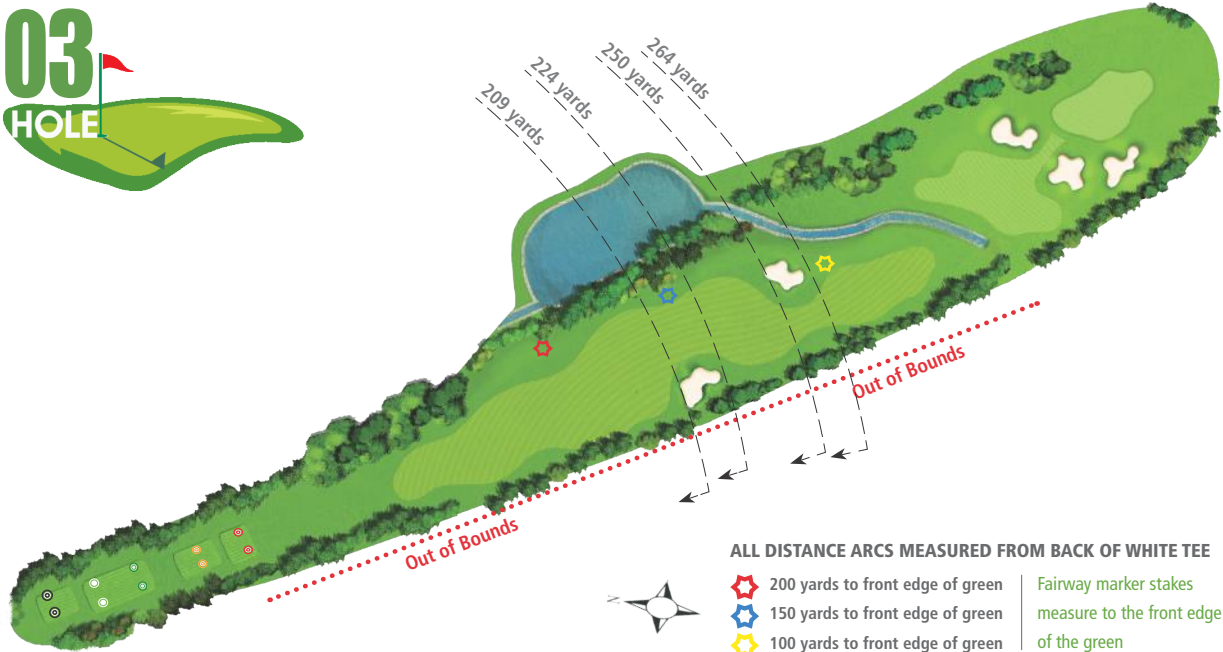 03
HOLE
209 yards
224 yards
250 yards
264 yards
Out of Bounds
Out of Bounds
ALL DISTANCE ARCS MEASURED FROM BACK OF WHITE TEE
200 yards to front edge of green
150 yards to front edge of green
100 yards to front edge of green
Fairway marker stakes
measure to the front edge
of the green
N